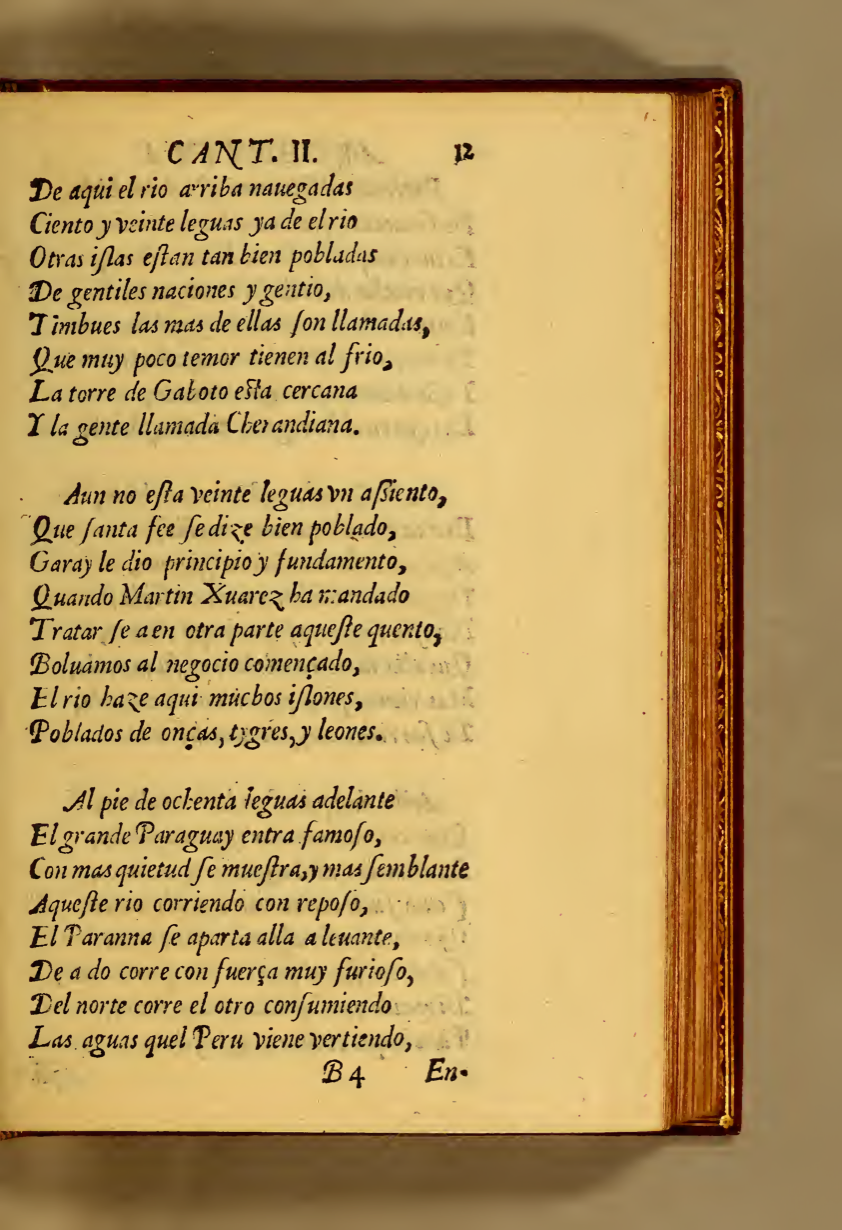 CANT. II. 12
De aqui el rio arriba nauegadas
Ciento y veinte leguas ya de el rio
Otras iſlas eſtan tan bien pobladas
De gentiles naciones y gentio,
Timbues las mas de ellas ſon llamadas,
Que muy poco temor tienen al frio,
La torre de Gaboto eſta cercana
Y la gente llamada Cherandiana.
Aun no eſta veinte leguas vn aſsiento,
Que ſanta fee ſe dize bien poblado,
Garay le dio principio y fundamento,
Quando Martin Xuarez ha mandado
Tratar ſe a en otra parte aqueſte quento,
Boluamos al negocio començado,
El rio haze aqui muchos iſlones,
Poblados de onças, tygres, y leones.
Al pie de ochenta leguas adelante
El grande Paraguay entra famoſo,
Con mas quietud ſe mueſtra, y mas ſemblante
Aqueſte rio corriendo con repoſo,
El Paranna ſe aparta alla a leuante,
De a do corre con fuerça muy furioſo,
Del norte corre el otro conſumiendo
Las aguas quel Peru viene vertiendo,
B 4 En-